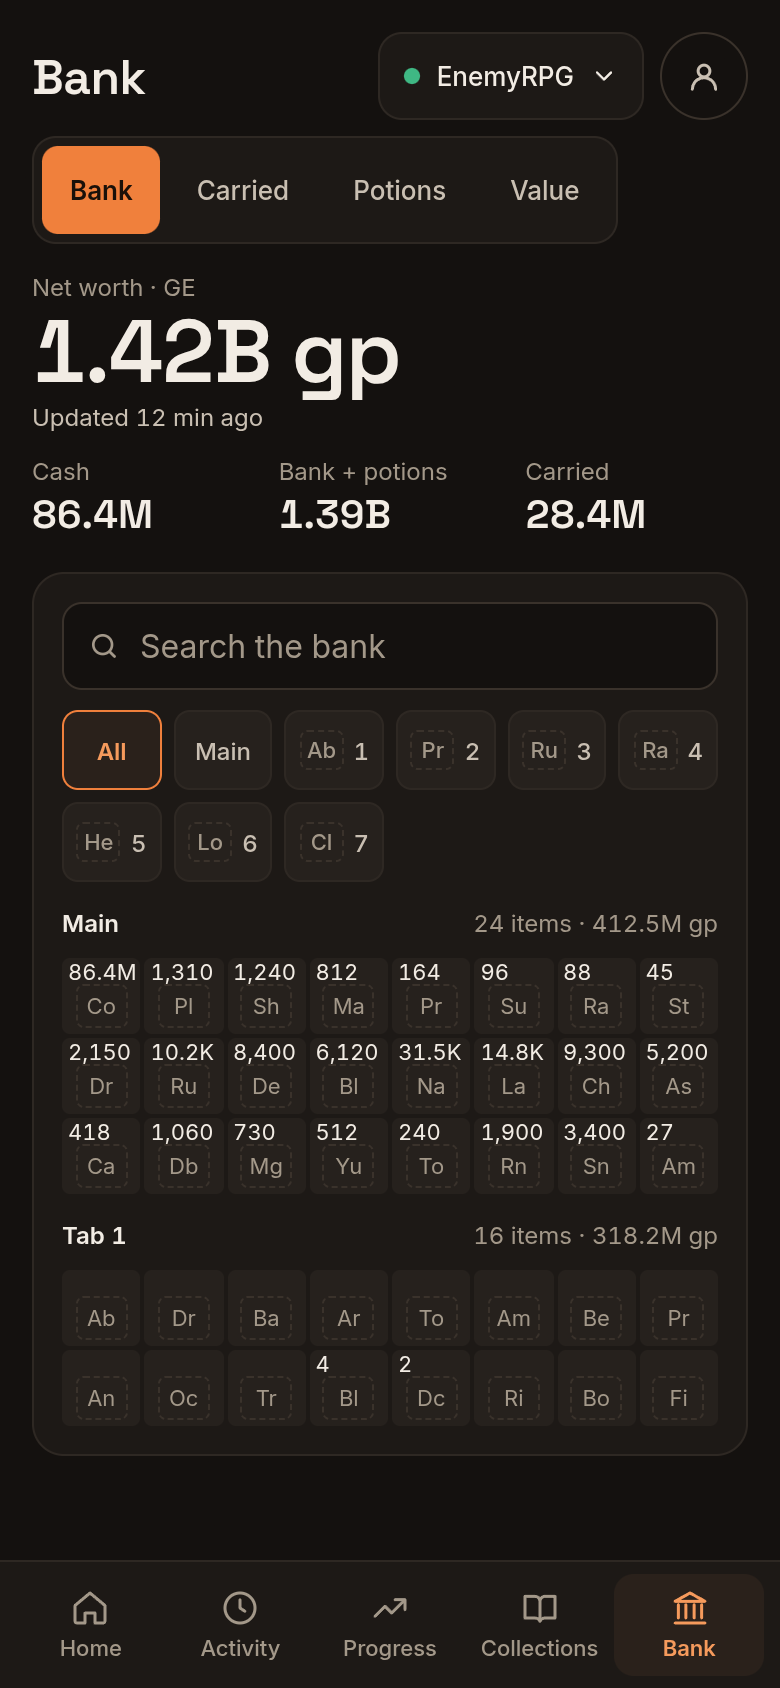 Bank EnemyRPG
Bank Carried Potions Value
Net worth · GE
1.42B gp
Updated 12 min ago
Cash Bank + potions Carried
86.4M 1.39B 28.4M
Search the bank
All Main Ab 1 Pr 2 Ru 3 Ra 4
He 5 Lo 6 Cl 7
Main 24 items · 412.5M gp
86.4M 1,310 1,240 812 164 96 88 45
Co Pl Sh Ma Pr Su Ra St
2,150 10.2K 8,400 6,120 31.5K 14.8K 9,300 5,200
Dr Ru De Bl Na La Ch As
418 1,060 730 512 240 1,900 3,400 27
Ca Db Mg Yu To Rn Sn Am
Tab 1 16 items · 318.2M gp
Ab Dr Ba Ar To Am Be Pr
4 2
An Oc Tr Bl Dc Ri Bo Fi
Home Activity Progress Collections Bank